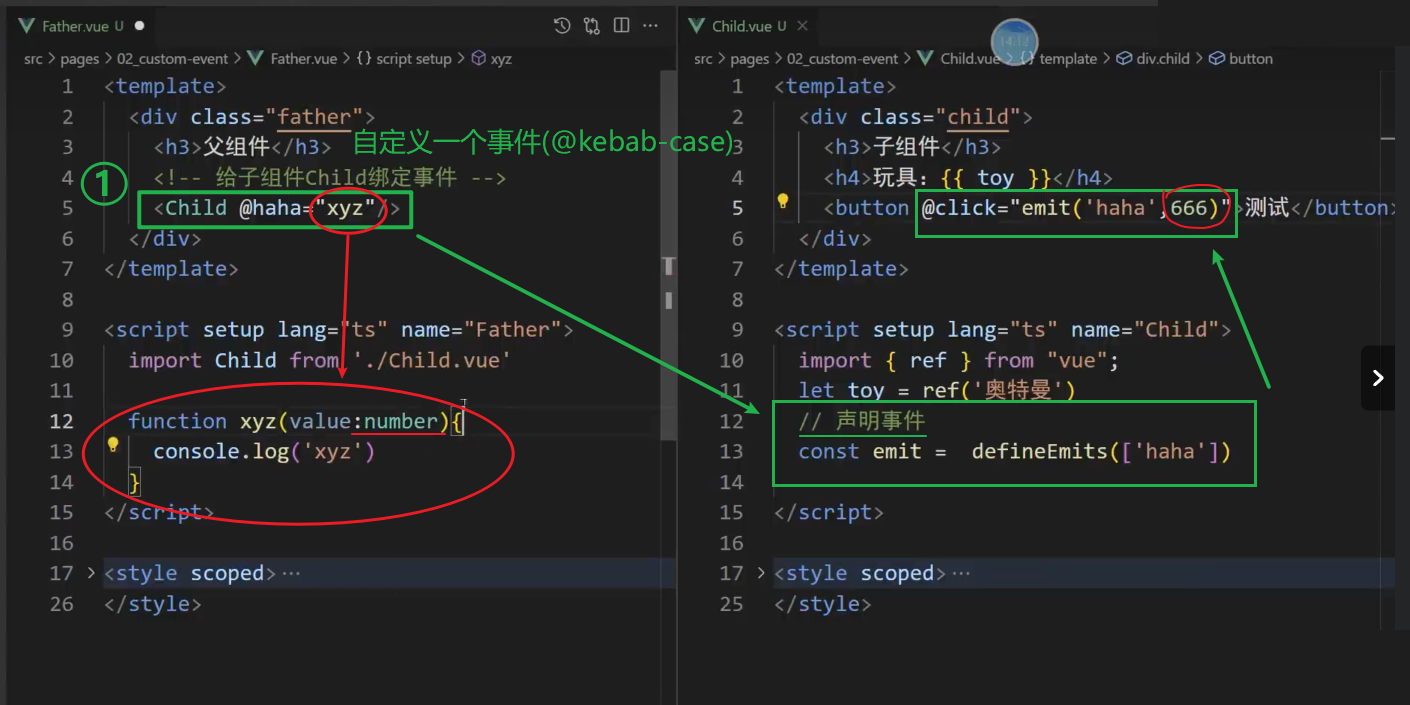 Father.vue U
src > pages > 02_custom-event > Father.vue > {} script setup > xyz
1 <template>
2 <div class="father">
3 <h3>父组件</h3>
自定义一个事件(@kebab-case)
①
4 <!-- 给子组件Child绑定事件 -->
5 <Child @haha="xyz"/>
6 </div>
7 </template>
8
9 <script setup lang="ts" name="Father">
10 import Child from './Child.vue'
11
12 function xyz(value:number){
13 console.log('xyz')
14 }
15 </script>
16
17 <style scoped>…
26 </style>
Child.vue U
14:17
src > pages > 02_custom-event > Child.vue > {} template > div.child > button
1 <template>
2 <div class="child">
3 <h3>子组件</h3>
4 <h4>玩具：{{ toy }}</h4>
5 <button @click="emit('haha',666)">测试</button>
6 </div>
7 </template>
8
9 <script setup lang="ts" name="Child">
10 import { ref } from "vue";
11 let toy = ref('奥特曼')
12 // 声明事件
13 const emit =  defineEmits(['haha'])
14
15 </script>
16
17 <style scoped>…
25 </style>